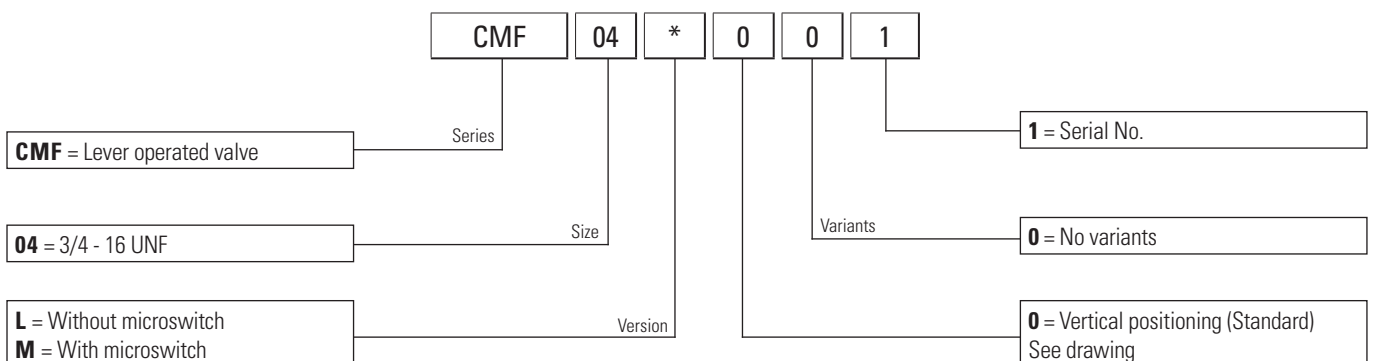 CMF 04 * 0 0 1
Series
CMF = Lever operated valve
1 = Serial No.
Size
04 = 3/4 - 16 UNF
Variants
0 = No variants
Version
L = Without microswitch
M = With microswitch
0 = Vertical positioning (Standard)
See drawing